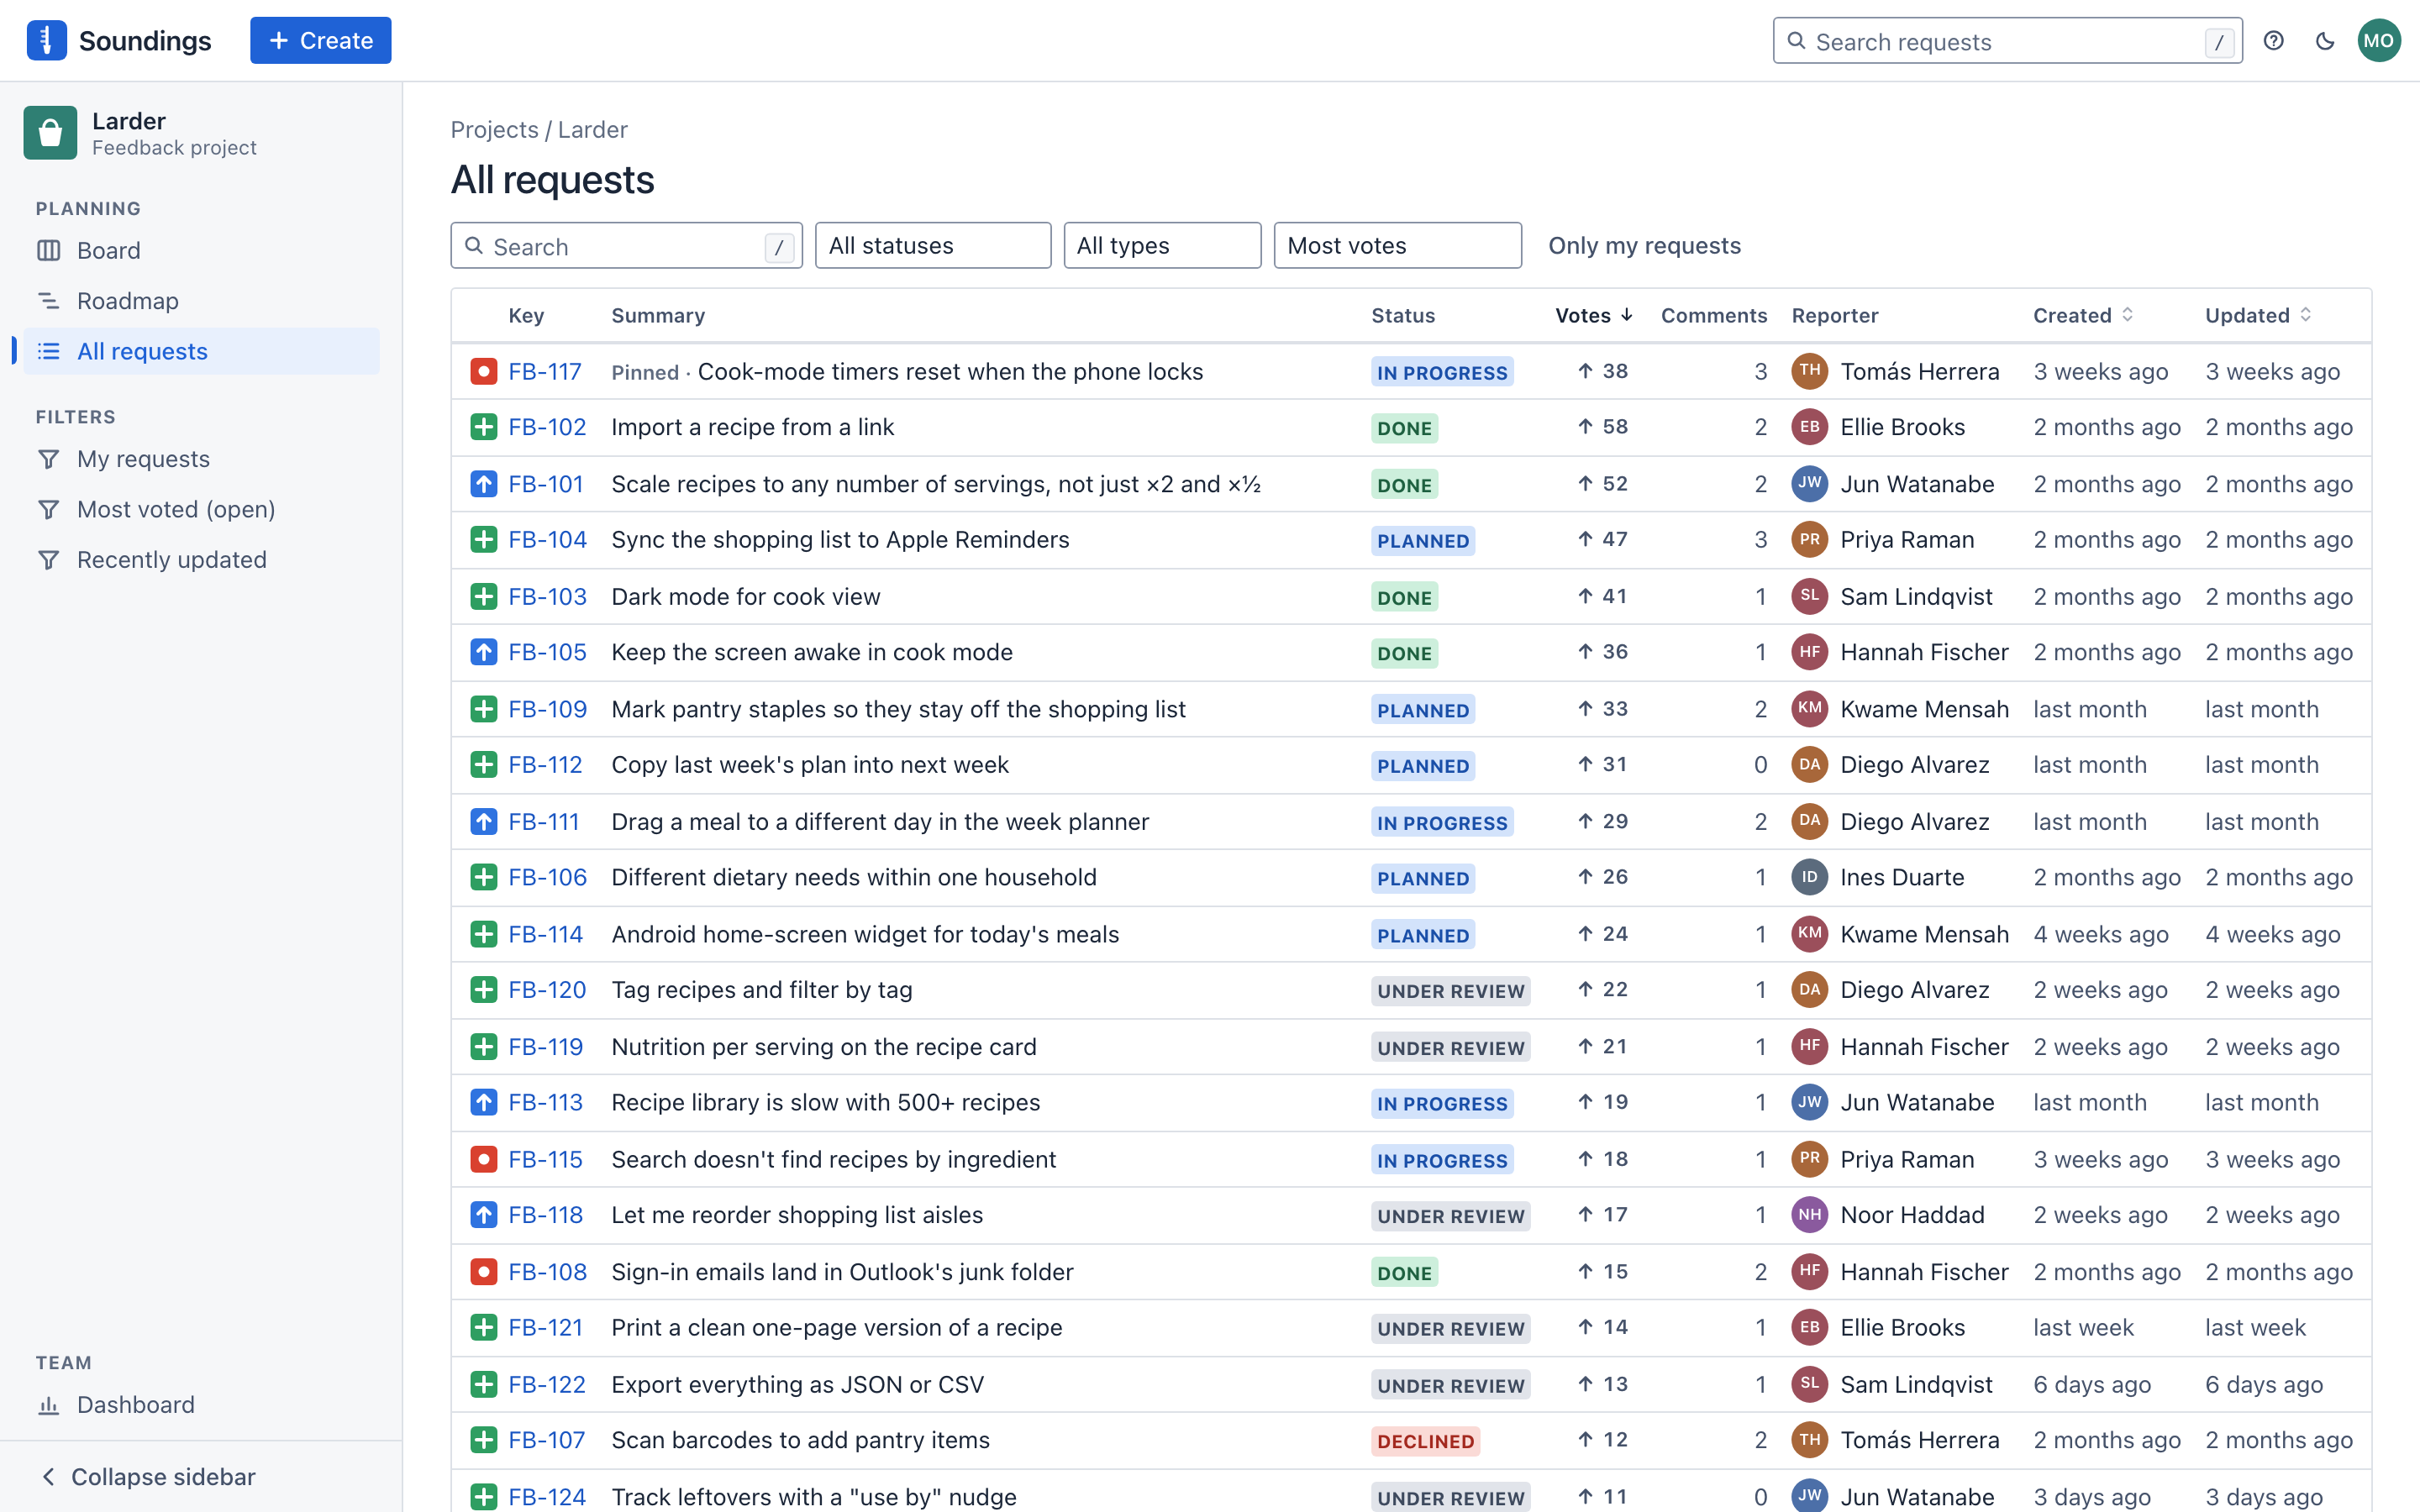 Soundings
+ Create
Search requests /
MO
Larder
Feedback project
PLANNING
Board
Roadmap
All requests
FILTERS
My requests
Most voted (open)
Recently updated
TEAM
Dashboard
Collapse sidebar
Projects / Larder
All requests
Search / All statuses All types Most votes Only my requests
Key Summary Status Votes ↓ Comments Reporter Created Updated
FB-117 Pinned · Cook-mode timers reset when the phone locks IN PROGRESS ↑ 38 3 TH Tomás Herrera 3 weeks ago 3 weeks ago
FB-102 Import a recipe from a link DONE ↑ 58 2 EB Ellie Brooks 2 months ago 2 months ago
FB-101 Scale recipes to any number of servings, not just ×2 and ×½ DONE ↑ 52 2 JW Jun Watanabe 2 months ago 2 months ago
FB-104 Sync the shopping list to Apple Reminders PLANNED ↑ 47 3 PR Priya Raman 2 months ago 2 months ago
FB-103 Dark mode for cook view DONE ↑ 41 1 SL Sam Lindqvist 2 months ago 2 months ago
FB-105 Keep the screen awake in cook mode DONE ↑ 36 1 HF Hannah Fischer 2 months ago 2 months ago
FB-109 Mark pantry staples so they stay off the shopping list PLANNED ↑ 33 2 KM Kwame Mensah last month last month
FB-112 Copy last week's plan into next week PLANNED ↑ 31 0 DA Diego Alvarez last month last month
FB-111 Drag a meal to a different day in the week planner IN PROGRESS ↑ 29 2 DA Diego Alvarez last month last month
FB-106 Different dietary needs within one household PLANNED ↑ 26 1 ID Ines Duarte 2 months ago 2 months ago
FB-114 Android home-screen widget for today's meals PLANNED ↑ 24 1 KM Kwame Mensah 4 weeks ago 4 weeks ago
FB-120 Tag recipes and filter by tag UNDER REVIEW ↑ 22 1 DA Diego Alvarez 2 weeks ago 2 weeks ago
FB-119 Nutrition per serving on the recipe card UNDER REVIEW ↑ 21 1 HF Hannah Fischer 2 weeks ago 2 weeks ago
FB-113 Recipe library is slow with 500+ recipes IN PROGRESS ↑ 19 1 JW Jun Watanabe last month last month
FB-115 Search doesn't find recipes by ingredient IN PROGRESS ↑ 18 1 PR Priya Raman 3 weeks ago 3 weeks ago
FB-118 Let me reorder shopping list aisles UNDER REVIEW ↑ 17 1 NH Noor Haddad 2 weeks ago 2 weeks ago
FB-108 Sign-in emails land in Outlook's junk folder DONE ↑ 15 2 HF Hannah Fischer 2 months ago 2 months ago
FB-121 Print a clean one-page version of a recipe UNDER REVIEW ↑ 14 1 EB Ellie Brooks last week last week
FB-122 Export everything as JSON or CSV UNDER REVIEW ↑ 13 1 SL Sam Lindqvist 6 days ago 6 days ago
FB-107 Scan barcodes to add pantry items DECLINED ↑ 12 2 TH Tomás Herrera 2 months ago 2 months ago
FB-124 Track leftovers with a "use by" nudge UNDER REVIEW ↑ 11 0 JW Jun Watanabe 3 days ago 3 days ago